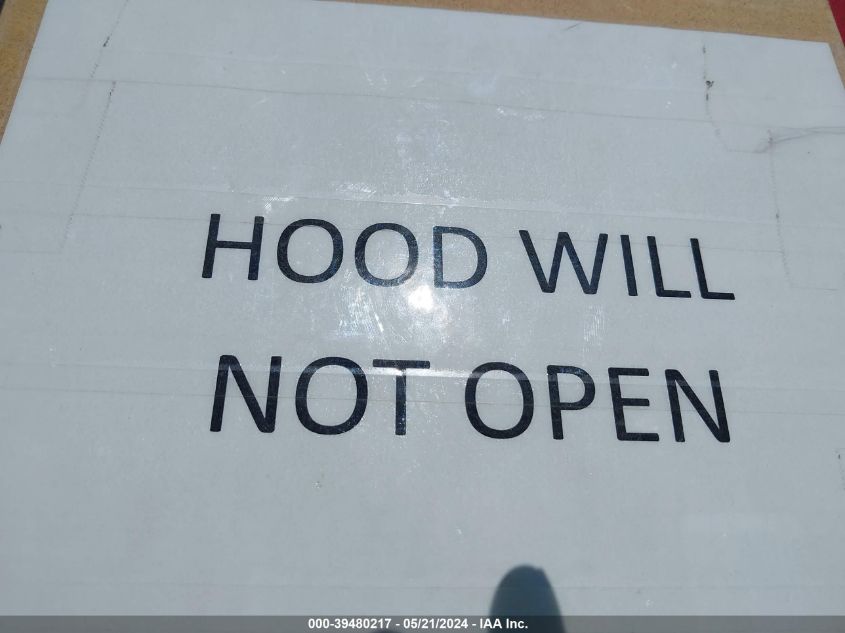 HOOD WILL
NOT OPEN
000-39480217 - 05/21/2024 - IAA Inc.